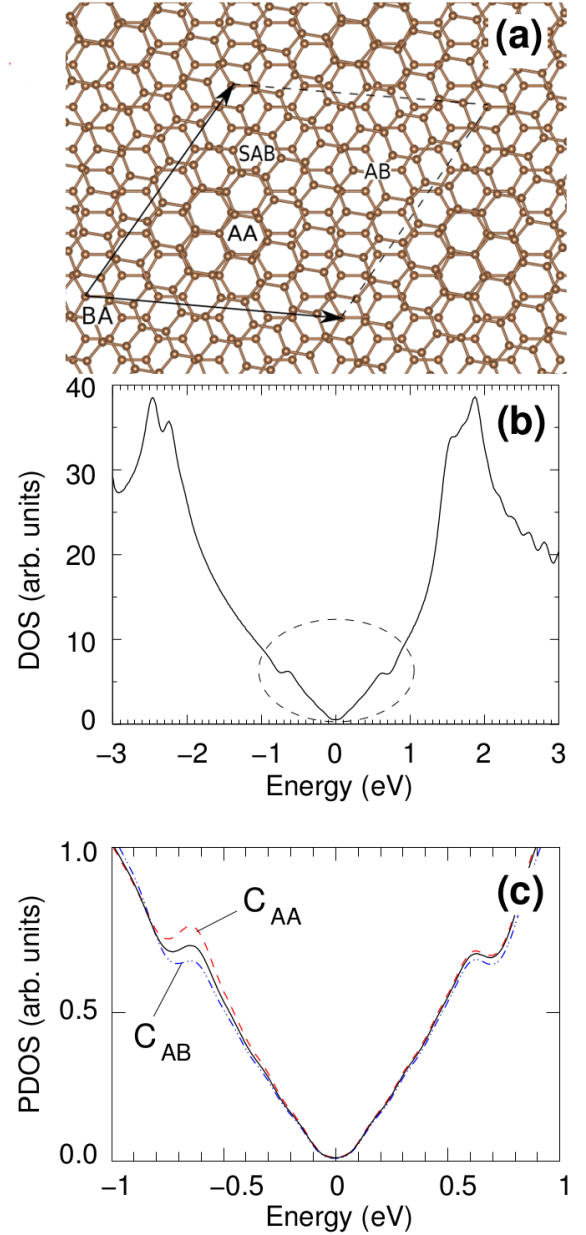 (a)
SAB
AB
AA
BA
40
(b)
30
20
10
0
DOS (arb. units)
−3 −2 −1 0 1 2 3
Energy (eV)
1.0
(c)
C AA
0.5
C AB
0.0
PDOS (arb. units)
−1 −0.5 0 0.5 1
Energy (eV)